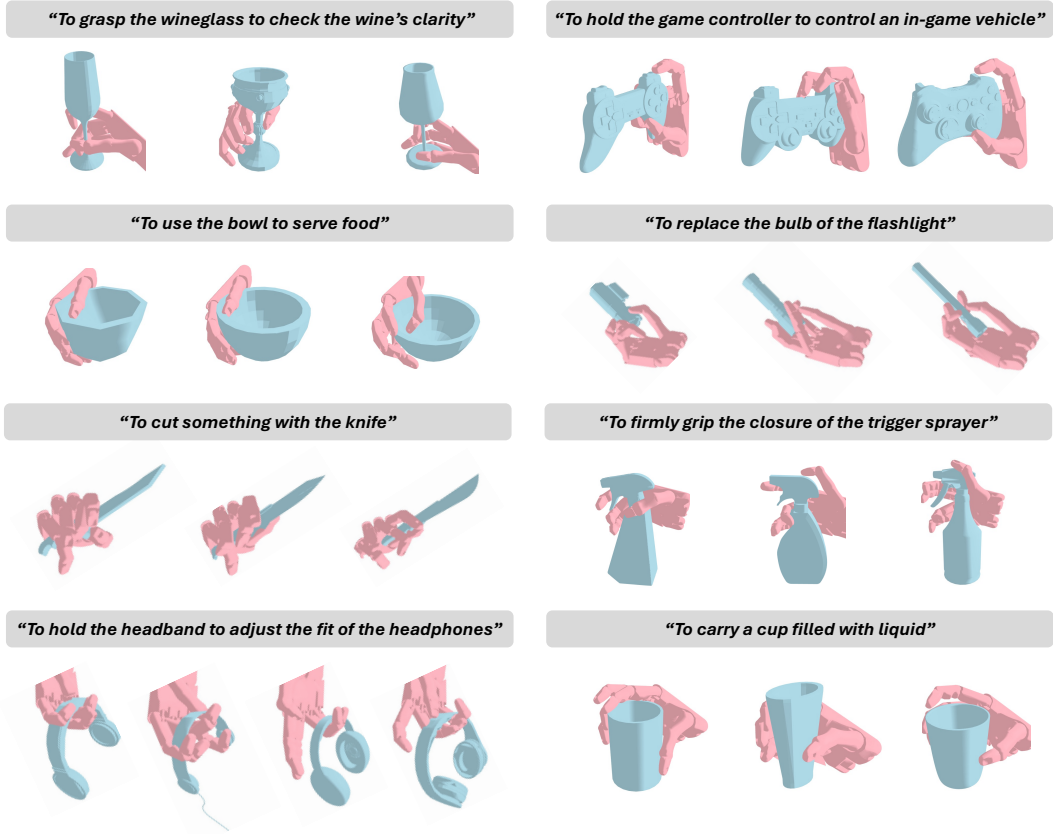 “To grasp the wineglass to check the wine’s clarity”
“To hold the game controller to control an in-game vehicle”
“To use the bowl to serve food”
“To replace the bulb of the flashlight”
“To cut something with the knife”
“To firmly grip the closure of the trigger sprayer”
“To hold the headband to adjust the fit of the headphones”
“To carry a cup filled with liquid”